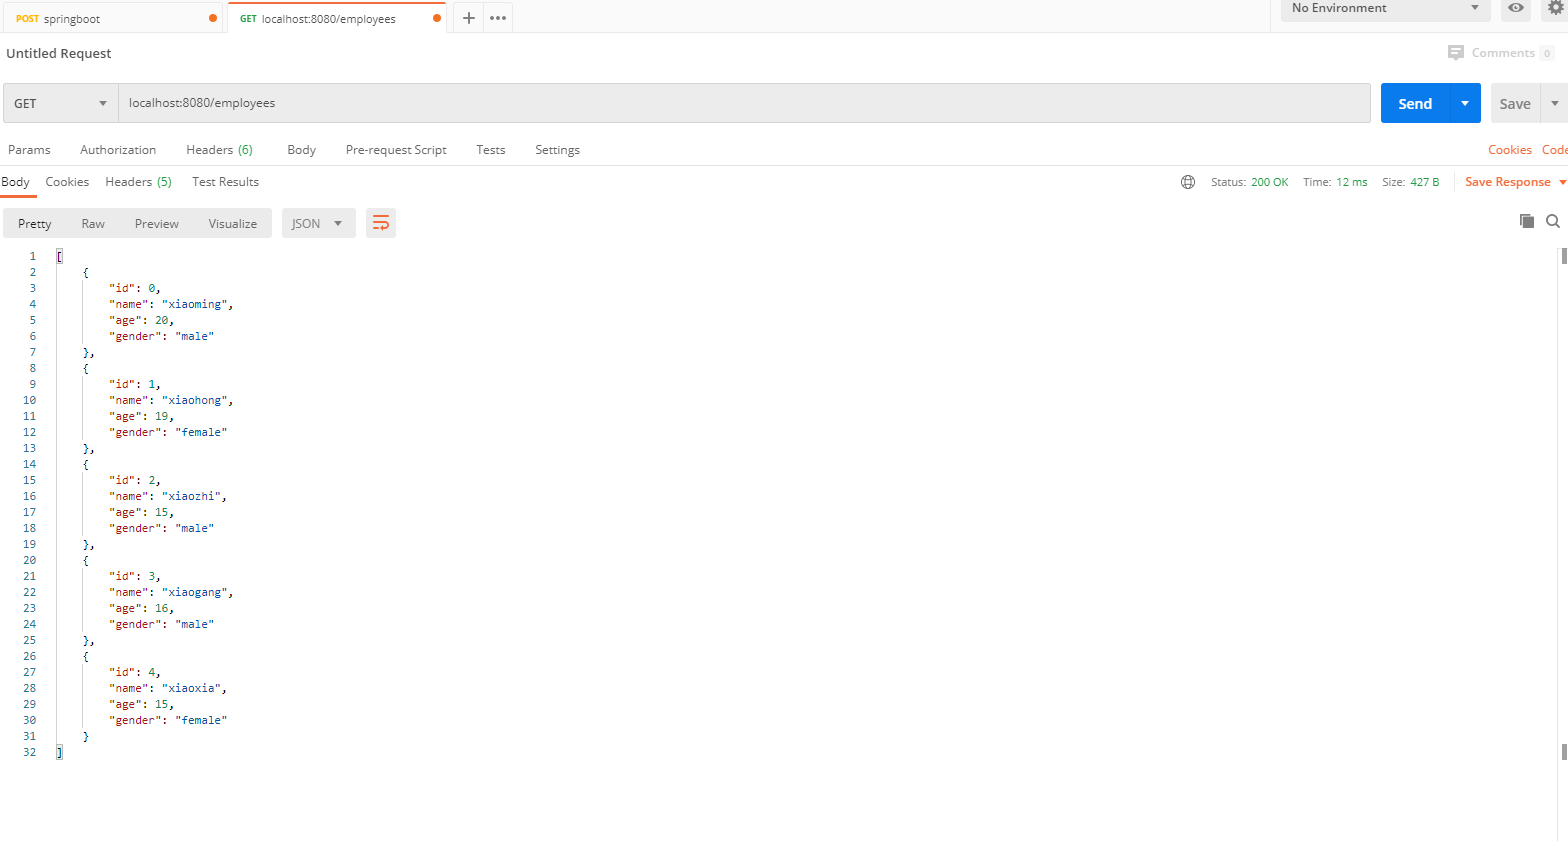 POST springboot GET localhost:8080/employees + ••• No Environment
Untitled Request Comments 0
GET localhost:8080/employees Send Save
Params Authorization Headers (6) Body Pre-request Script Tests Settings Cookies Code
Body Cookies Headers (5) Test Results Status: 200 OK Time: 12 ms Size: 427 B Save Response
Pretty Raw Preview Visualize JSON
1 [
2 {
3 "id": 0,
4 "name": "xiaoming",
5 "age": 20,
6 "gender": "male"
7 },
8 {
9 "id": 1,
10 "name": "xiaohong",
11 "age": 19,
12 "gender": "female"
13 },
14 {
15 "id": 2,
16 "name": "xiaozhi",
17 "age": 15,
18 "gender": "male"
19 },
20 {
21 "id": 3,
22 "name": "xiaogang",
23 "age": 16,
24 "gender": "male"
25 },
26 {
27 "id": 4,
28 "name": "xiaoxia",
29 "age": 15,
30 "gender": "female"
31 }
32 ]